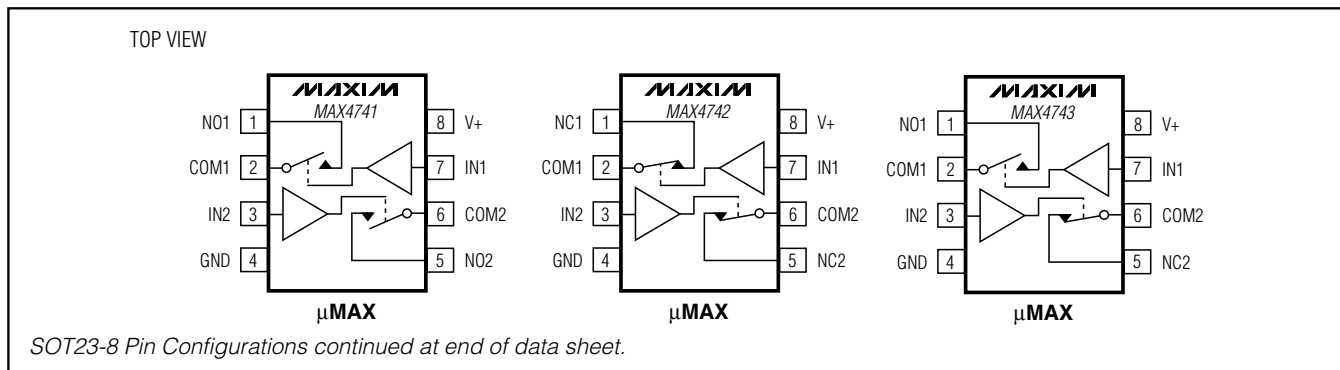 TOP VIEW
MAXIM
MAX4741
NO1 1
COM1 2
IN2 3
GND 4
8 V+
7 IN1
6 COM2
5 NO2
µMAX
MAXIM
MAX4742
NC1 1
COM1 2
IN2 3
GND 4
8 V+
7 IN1
6 COM2
5 NC2
µMAX
MAXIM
MAX4743
NO1 1
COM1 2
IN2 3
GND 4
8 V+
7 IN1
6 COM2
5 NC2
µMAX
SOT23-8 Pin Configurations continued at end of data sheet.